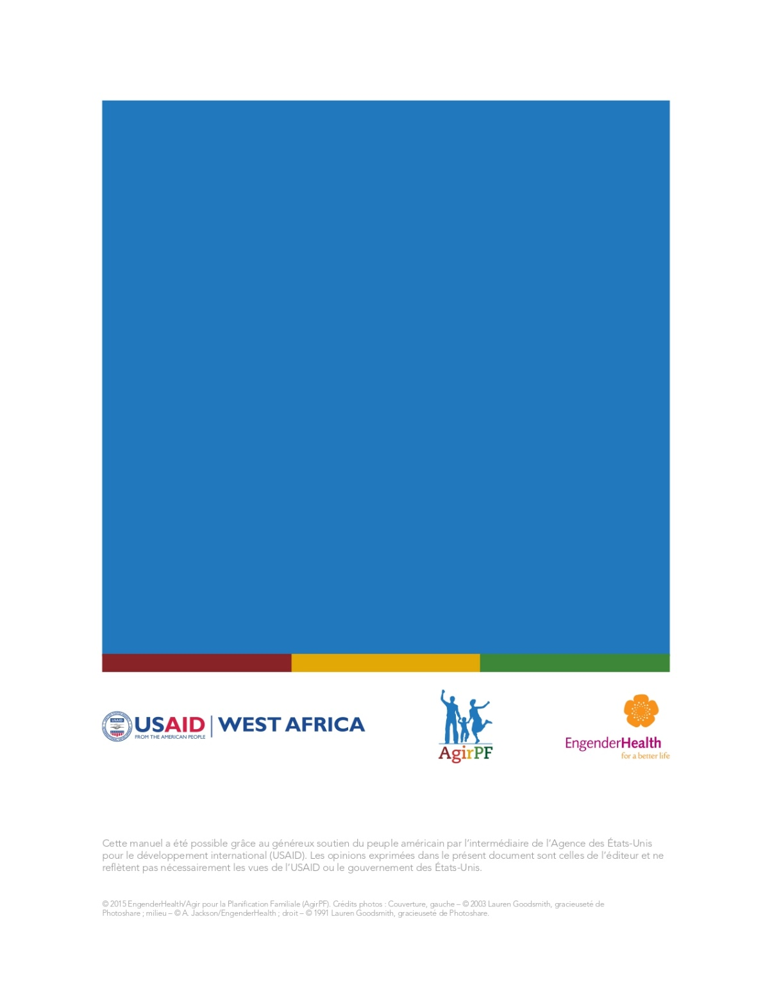 USAID | WEST AFRICA
FROM THE AMERICAN PEOPLE
AgirPF
EngenderHealth
for a better life
Cette manuel a été possible grâce au généreux soutien du peuple américain par l’intermédiaire de l’Agence des États-Unis
pour le développement international (USAID). Les opinions exprimées dans le présent document sont celles de l’éditeur et ne
reflètent pas nécessairement les vues de l’USAID ou le gouvernement des États-Unis.
© 2015 EngenderHealth/Agir pour la Planification Familiale (AgirPF). Crédits photos : Couverture, gauche – © 2003 Lauren Goodsmith, gracieuseté de
Photoshare ; milieu – © A. Jackson/EngenderHealth ; droit – © 1991 Lauren Goodsmith, gracieuseté de Photoshare.